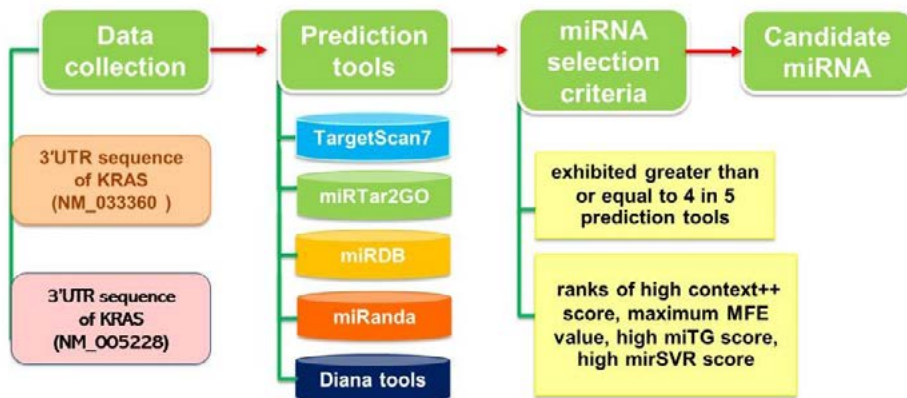 Data
collection
Prediction
tools
miRNA
selection
criteria
Candidate
miRNA
3'UTR sequence
of KRAS
(NM_033360 )
3'UTR sequence
of KRAS
(NM_005228)
TargetScan7
miRTar2GO
miRDB
miRanda
Diana tools
exhibited greater than
or equal to 4 in 5
prediction tools
ranks of high context++
score, maximum MFE
value, high miTG score,
high mirSVR score